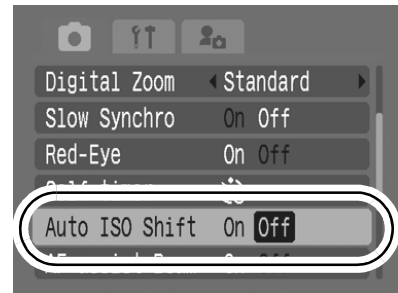 Digital Zoom Standard
Slow Synchro On Off
Red-Eye On Off
Auto ISO Shift On Off